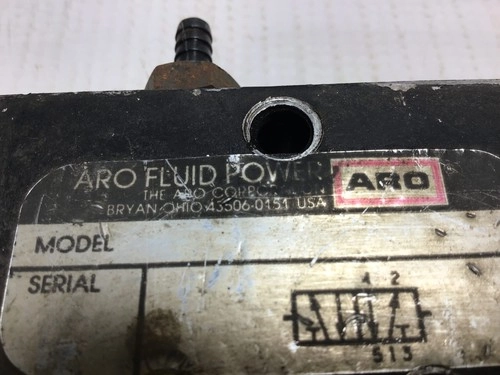 ARO FLUID POWER
ARO
THE ARO CORPORATION
BRYAN OHIO 43506-0151 USA
MODEL
SERIAL
4 2
5 1 3